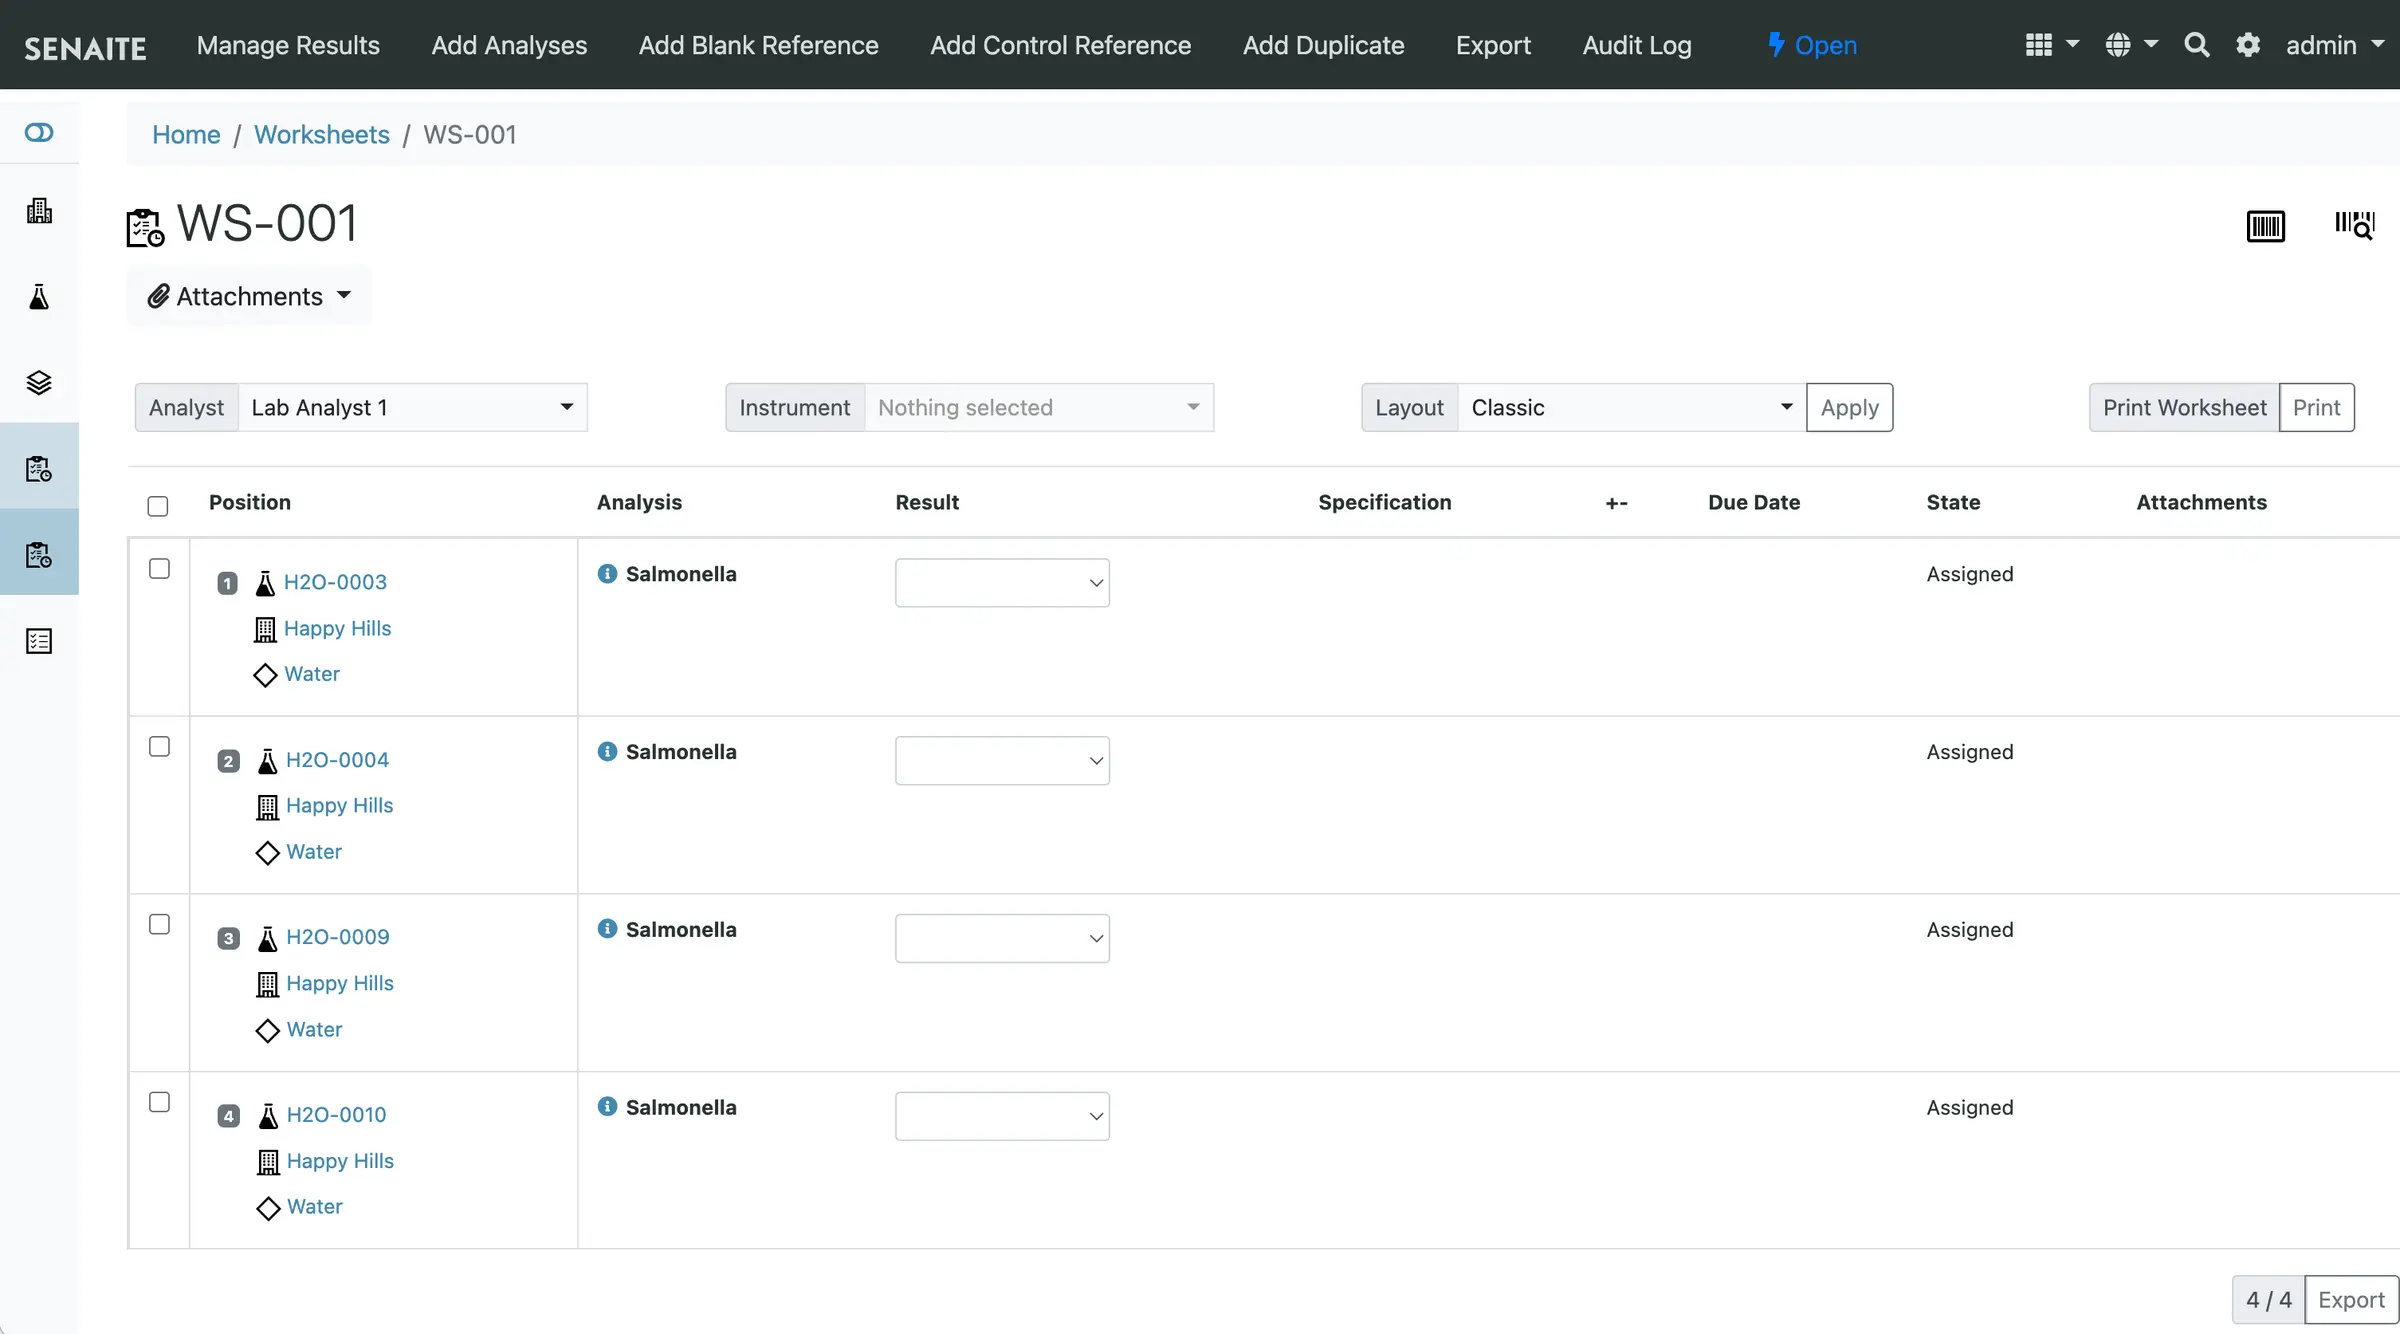 SENAITE Manage Results Add Analyses Add Blank Reference Add Control Reference Add Duplicate Export Audit Log Open admin
Home / Worksheets / WS-001
WS-001
Attachments
Analyst Lab Analyst 1 Instrument Nothing selected Layout Classic Apply Print Worksheet Print
Position Analysis Result Specification +- Due Date State Attachments
1 H2O-0003 Salmonella Assigned
Happy Hills
Water
2 H2O-0004 Salmonella Assigned
Happy Hills
Water
3 H2O-0009 Salmonella Assigned
Happy Hills
Water
4 H2O-0010 Salmonella Assigned
Happy Hills
Water
4 / 4 Export